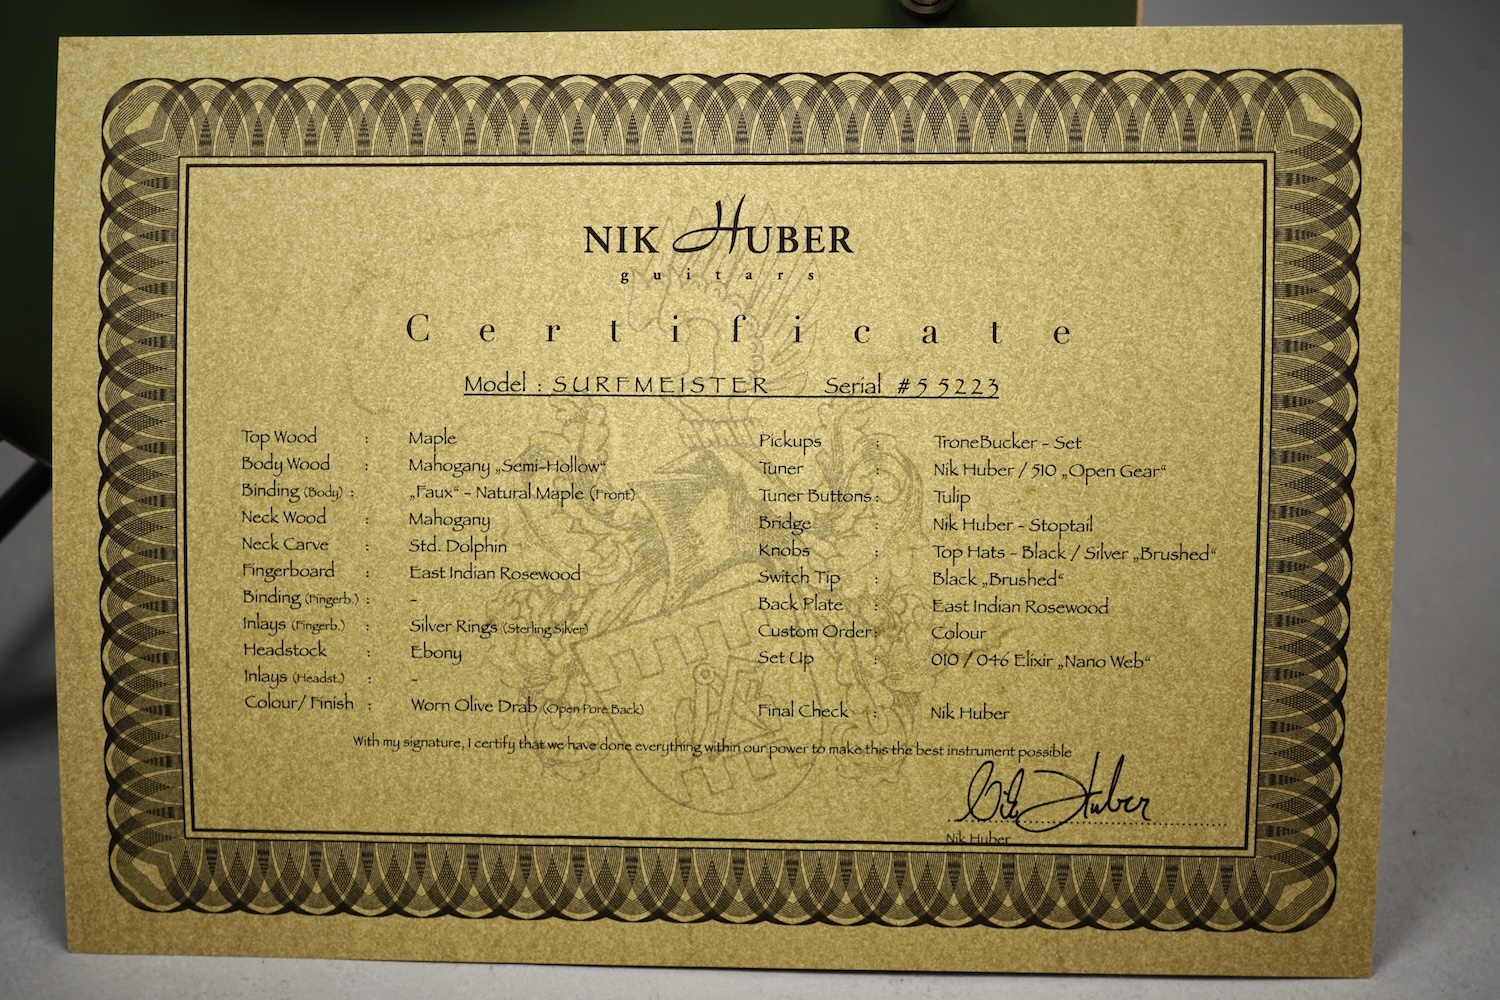 NIK HUBER
guitars
Certificate
Model : SURFMEISTER Serial #5 5223
Top Wood : Maple
Body Wood : Mahogany „Semi-Hollow“
Binding (Body) : „Faux“ - Natural Maple (Front)
Neck Wood : Mahogany
Neck Carve : Std. Dolphin
Fingerboard : East Indian Rosewood
Binding (Fingerb.) : -
Inlays (Fingerb.) : Silver Rings (Sterling Silver)
Headstock : Ebony
Inlays (Headst.) : -
Colour/ Finish : Worn Olive Drab (Open Pore Back)
Pickups : TroneBucker - Set
Tuner : Nik Huber / 510 „Open Gear“
Tuner Buttons : Tulip
Bridge : Nik Huber - Stoptail
Knobs : Top Hats - Black / Silver „Brushed“
Switch Tip : Black „Brushed“
Back Plate : East Indian Rosewood
Custom Order : Colour
Set Up : 010 / 046 Elixir „Nano Web“
Final Check : Nik Huber
With my signature, I certify that we have done everything within our power to make this the best instrument possible
Nik Huber
Nik Huber